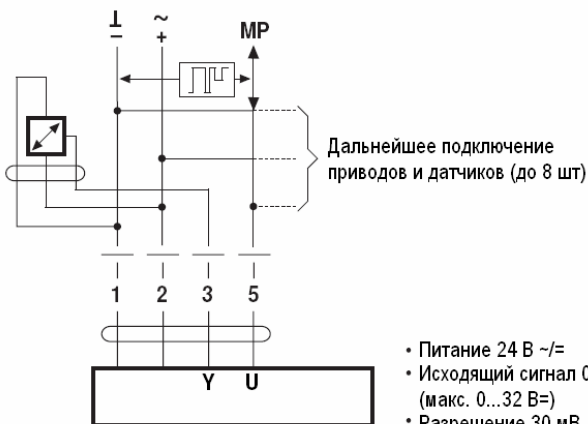 ⊥ ~ MP
– +
Дальнейшее подключение
приводов и датчиков (до 8 шт)
1 2 3 5
Y U
• Питание 24 В ~/=
• Исходящий сигнал 0
(макс. 0...32 В=)
• Разрешение 30 мВ